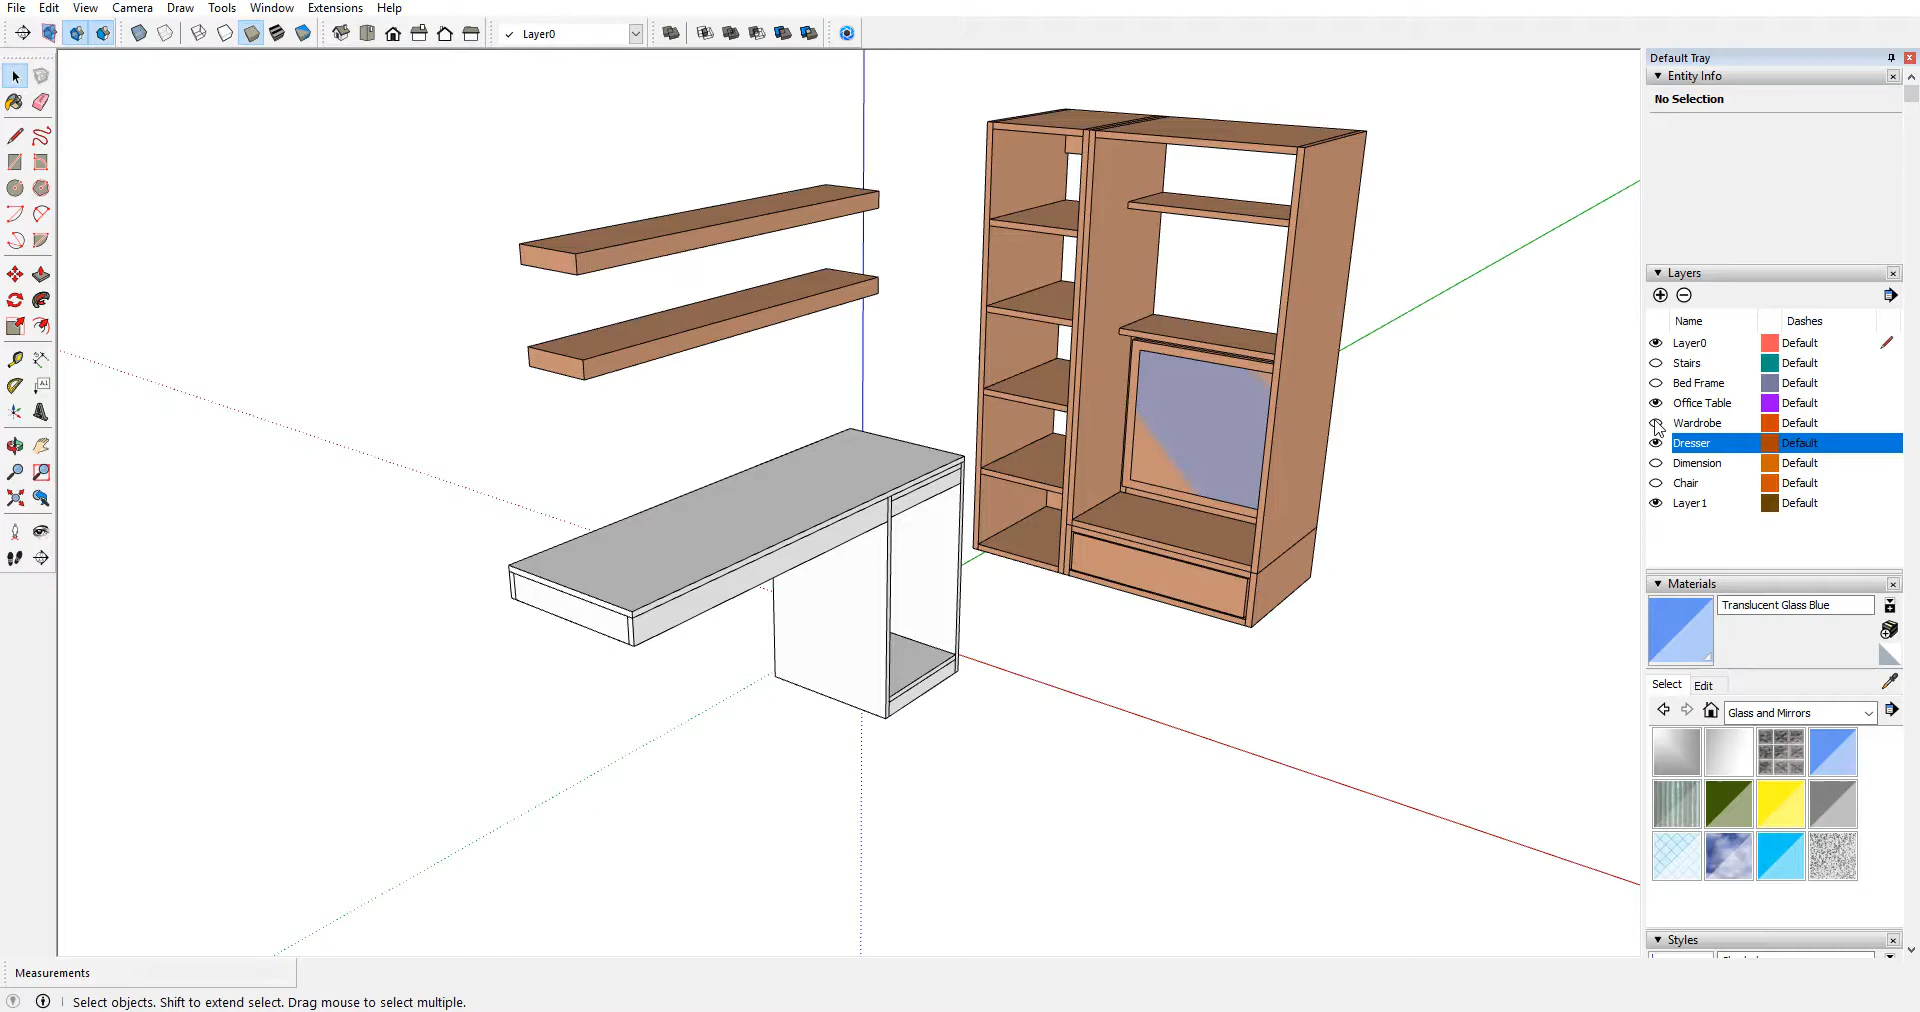 File Edit View Camera Draw Tools Window Extensions Help
Layer0
Default Tray
Entity Info
No Selection
Layers
Name Dashes
Layer0 Default
Stairs Default
Bed Frame Default
Office Table Default
Wardrobe Default
Dresser Default
Dimension Default
Chair Default
Layer1 Default
Materials
Translucent Glass Blue
Select Edit
Glass and Mirrors
Styles
Measurements
Select objects. Shift to extend select. Drag mouse to select multiple.